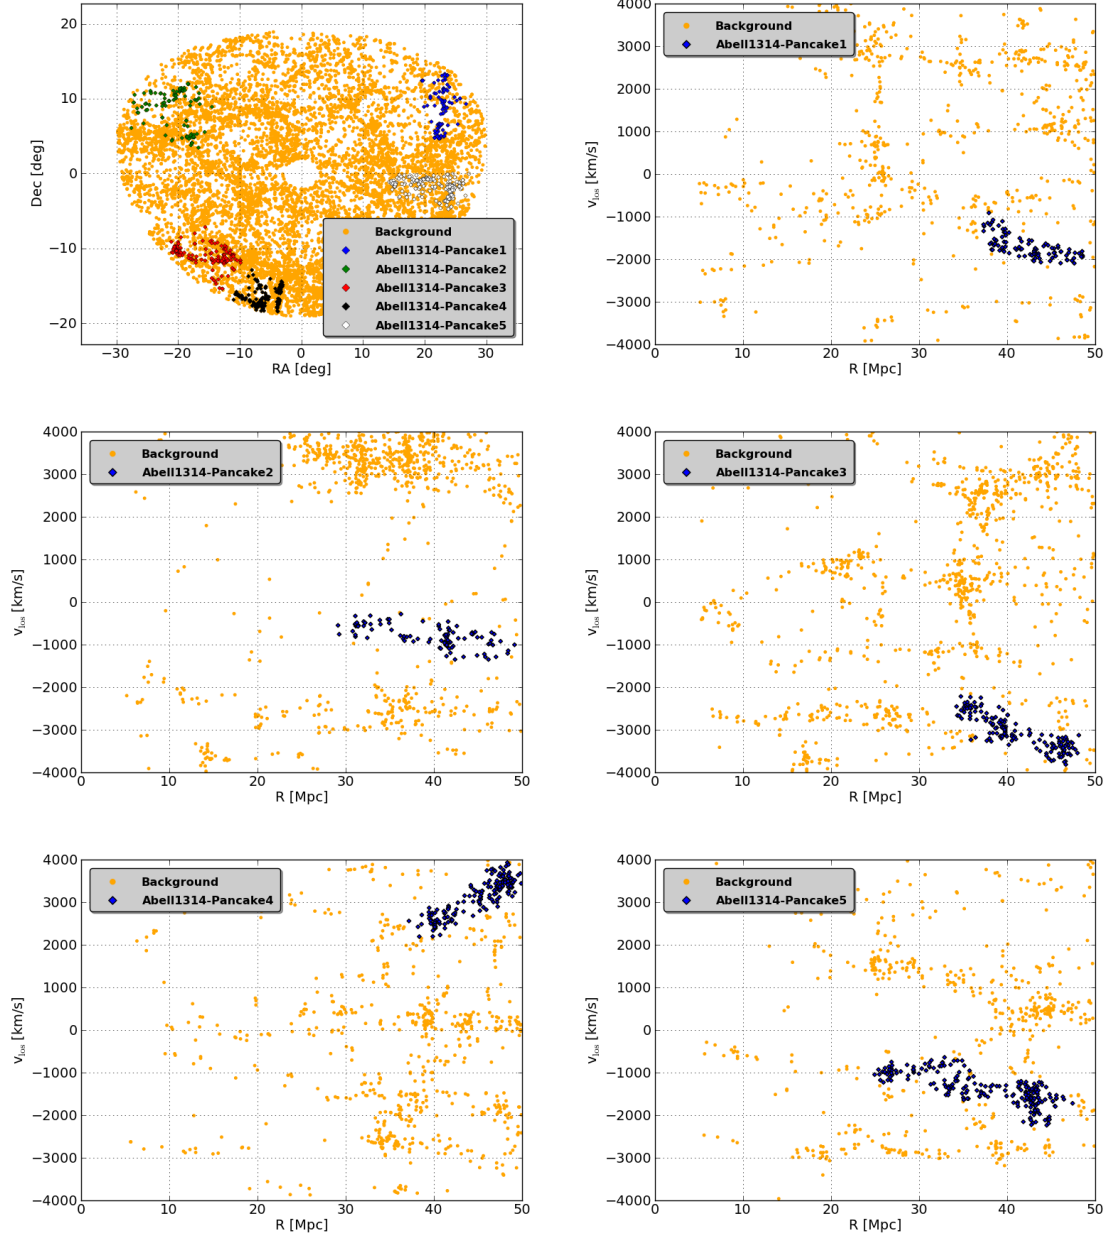 20
10
0
−10
−20
Dec [deg]
−30 −20 −10 0 10 20 30
RA [deg]
Background
Abell1314-Pancake1
Abell1314-Pancake2
Abell1314-Pancake3
Abell1314-Pancake4
Abell1314-Pancake5
4000
3000
2000
1000
0
−1000
−2000
−3000
−4000
v_los [km/s]
0 10 20 30 40 50
R [Mpc]
Background
Abell1314-Pancake1
4000
3000
2000
1000
0
−1000
−2000
−3000
−4000
v_los [km/s]
0 10 20 30 40 50
R [Mpc]
Background
Abell1314-Pancake2
4000
3000
2000
1000
0
−1000
−2000
−3000
−4000
v_los [km/s]
0 10 20 30 40 50
R [Mpc]
Background
Abell1314-Pancake3
4000
3000
2000
1000
0
−1000
−2000
−3000
−4000
v_los [km/s]
0 10 20 30 40 50
R [Mpc]
Background
Abell1314-Pancake4
4000
3000
2000
1000
0
−1000
−2000
−3000
−4000
v_los [km/s]
0 10 20 30 40 50
R [Mpc]
Background
Abell1314-Pancake5